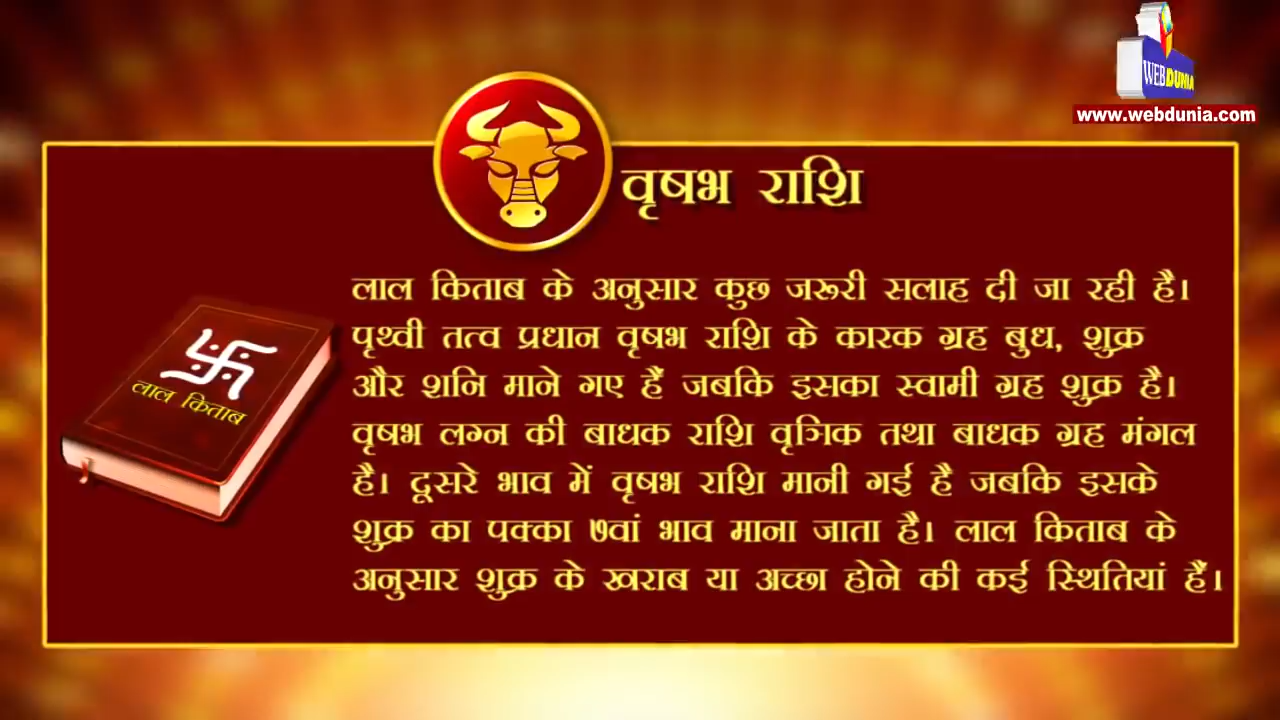 WEBDUNIA
www.webdunia.com
वृषभ राशि
लाल किताब के अनुसार कुछ जरूरी सलाह दी जा रही है।
पृथ्वी तत्व प्रधान वृषभ राशि के कारक ग्रह बुध, शुक्र
और शनि माने गए हैं जबकि इसका स्वामी ग्रह शुक्र है।
वृषभ लग्न की बाधक राशि वृञिक तथा बाधक ग्रह मंगल
है। दूसरे भाव में वृषभ राशि मानी गई है जबकि इसके
शुक्र का पक्का ७वां भाव माना जाता है। लाल किताब के
अनुसार शुक्र के खराब या अच्छा होने की कई स्थितियां हैं।
लाल किताब